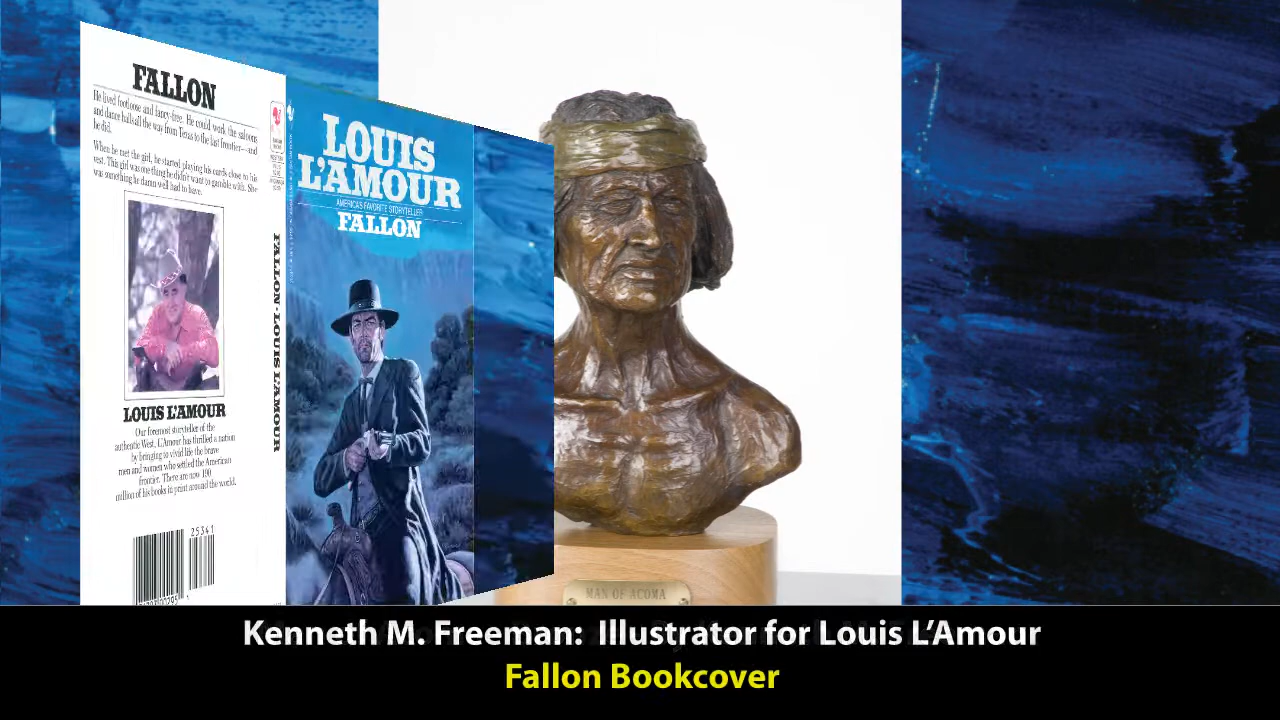 FALLON
He lived footloose and fancy-free. He could work the saloons
and dance halls all the way from Texas to the last frontier—and
he did.
When he met the girl, he started playing his cards close to his
vest. This girl was one thing he didn't want to gamble with. She
was something he damn well had to have.
LOUIS L'AMOUR
Our foremost storyteller of the
authentic West, L'Amour has thrilled a nation
by bringing to vivid life the brave
men and women who settled the American
frontier. There are now 190
million of his books in print around the world.
25341
FALLON · LOUIS L'AMOUR
LOUIS
L'AMOUR
AMERICA'S FAVORITE STORYTELLER
FALLON
MAN OF ACOMA
Kenneth M. Freeman: Illustrator for Louis L'Amour
Fallon Bookcover